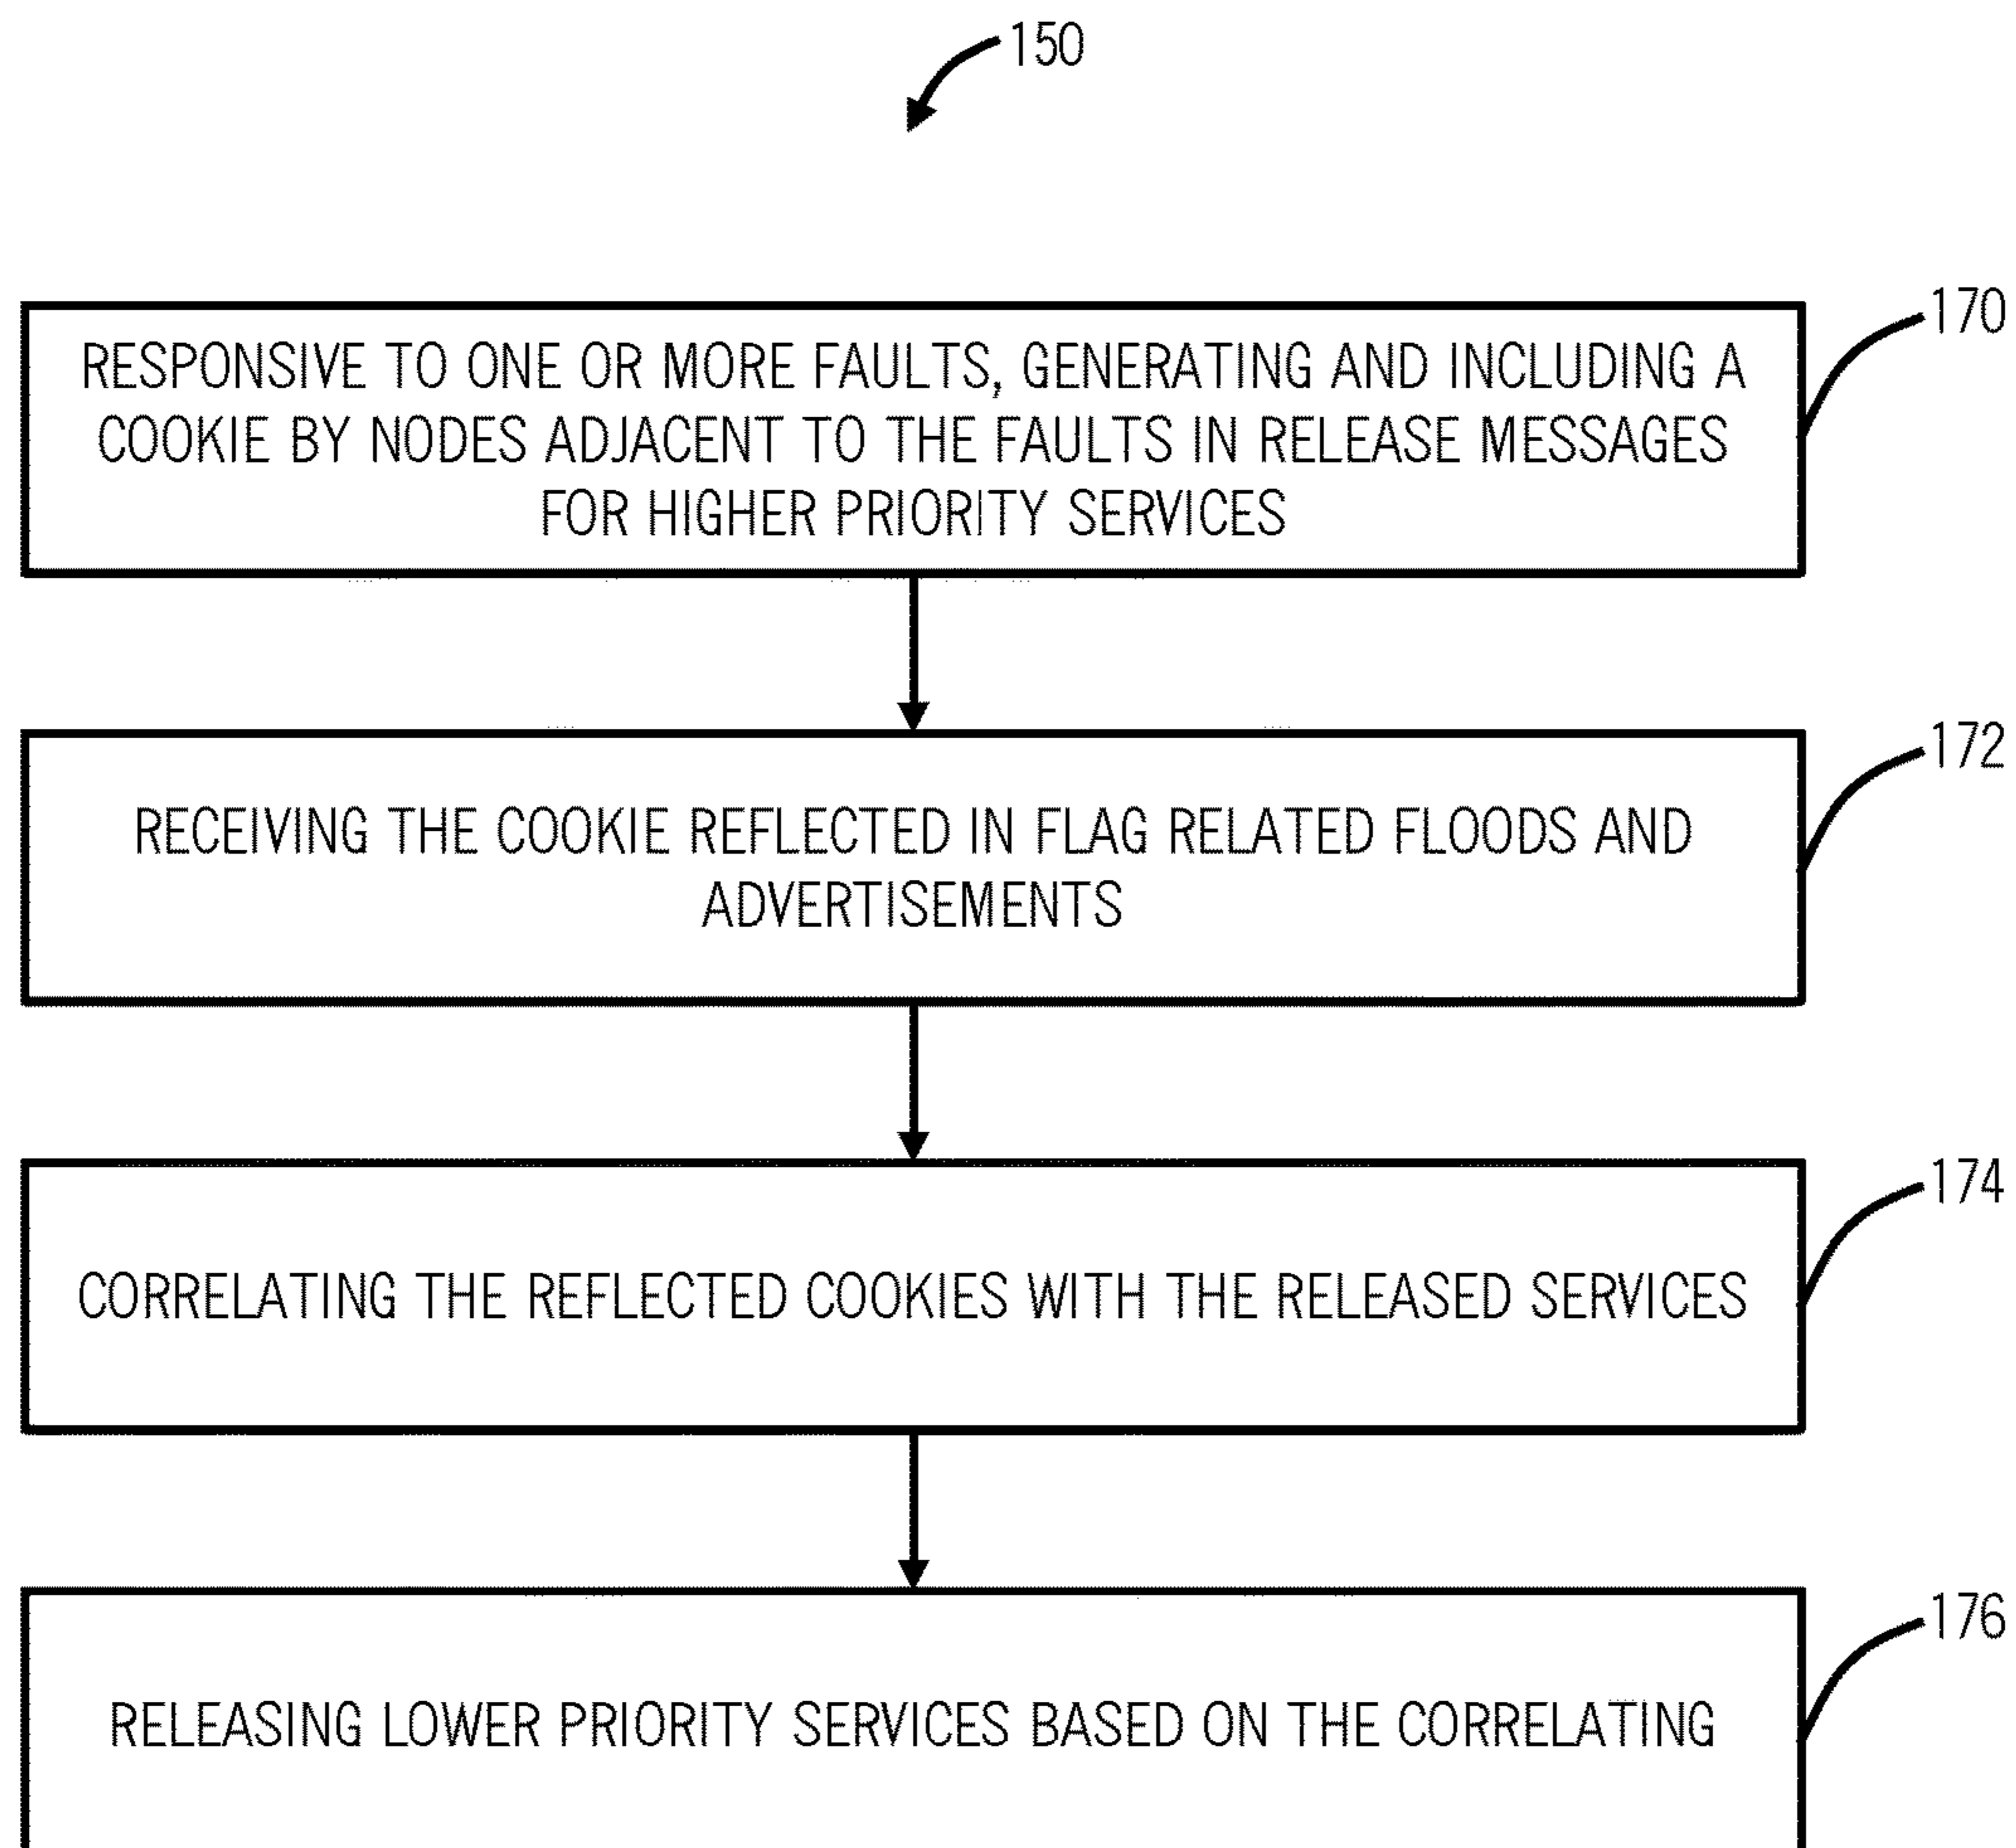 150
170
RESPONSIVE TO ONE OR MORE FAULTS, GENERATING AND INCLUDING A
COOKIE BY NODES ADJACENT TO THE FAULTS IN RELEASE MESSAGES
FOR HIGHER PRIORITY SERVICES
172
RECEIVING THE COOKIE REFLECTED IN FLAG RELATED FLOODS AND
ADVERTISEMENTS
174
CORRELATING THE REFLECTED COOKIES WITH THE RELEASED SERVICES
176
RELEASING LOWER PRIORITY SERVICES BASED ON THE CORRELATING